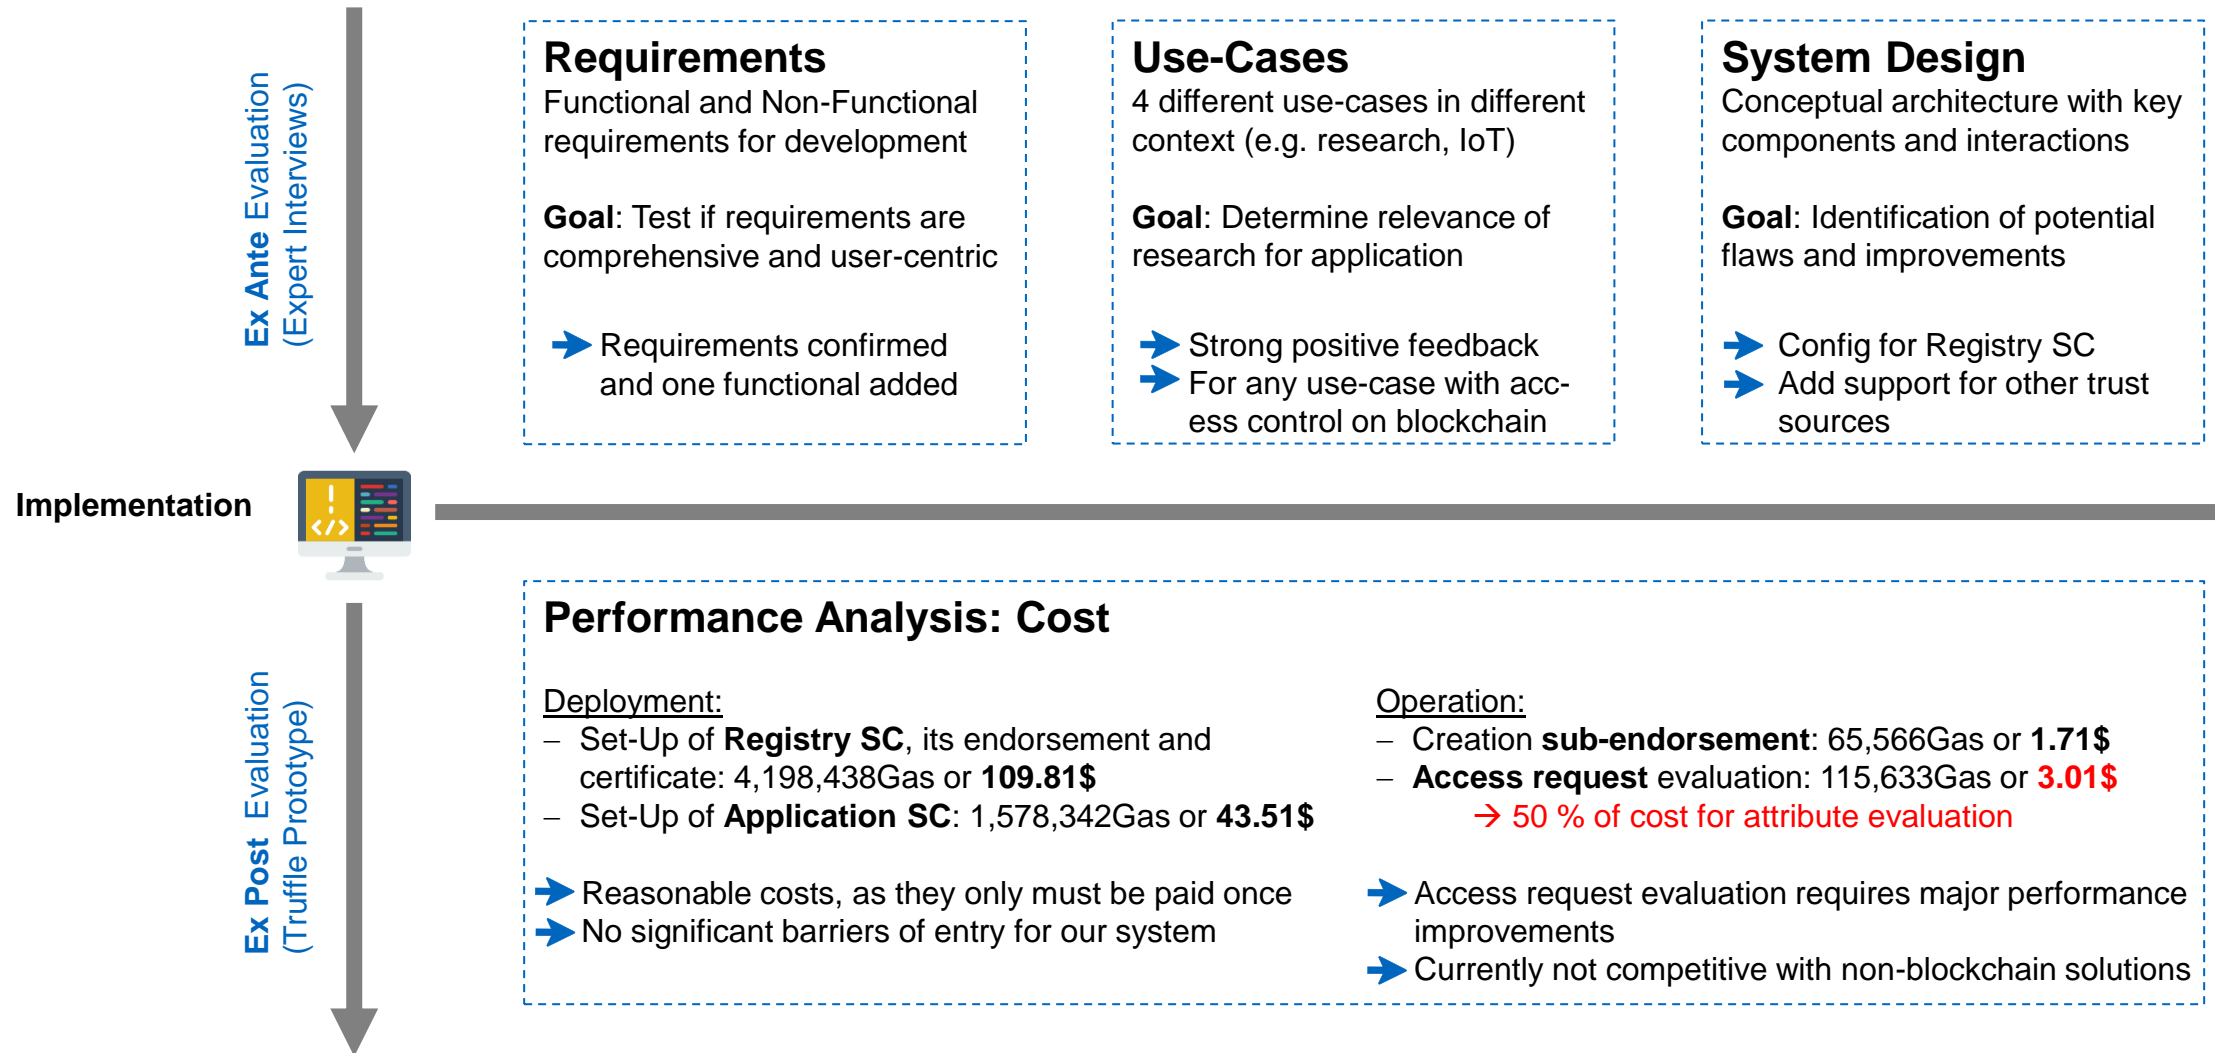 Ex Ante Evaluation
(Expert Interviews)
Requirements
Functional and Non-Functional
requirements for development
Goal: Test if requirements are
comprehensive and user-centric
Requirements confirmed
and one functional added
Use-Cases
4 different use-cases in different
context (e.g. research, IoT)
Goal: Determine relevance of
research for application
Strong positive feedback
For any use-case with acc-
ess control on blockchain
System Design
Conceptual architecture with key
components and interactions
Goal: Identification of potential
flaws and improvements
Config for Registry SC
Add support for other trust
sources
Implementation
</>
Ex Post Evaluation
(Truffle Prototype)
Performance Analysis: Cost
Deployment:
– Set-Up of Registry SC, its endorsement and
certificate: 4,198,438Gas or 109.81$
– Set-Up of Application SC: 1,578,342Gas or 43.51$
Reasonable costs, as they only must be paid once
No significant barriers of entry for our system
Operation:
– Creation sub-endorsement: 65,566Gas or 1.71$
– Access request evaluation: 115,633Gas or 3.01$
→ 50 % of cost for attribute evaluation
Access request evaluation requires major performance
improvements
Currently not competitive with non-blockchain solutions